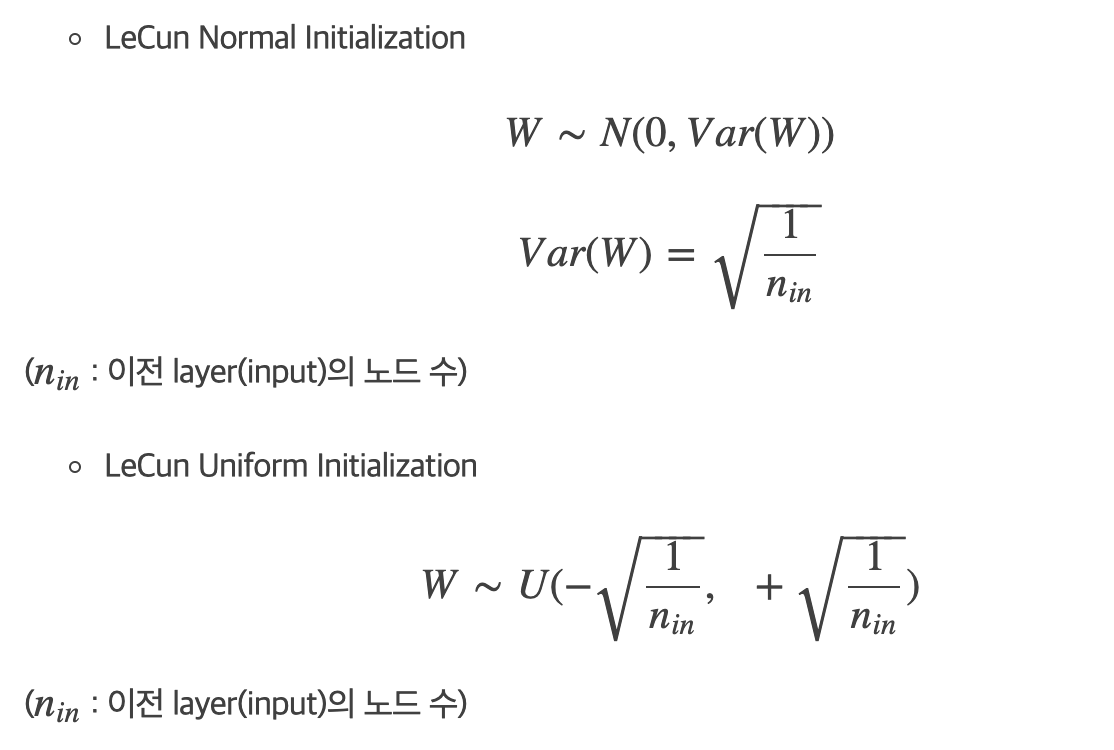 ◦ LeCun Normal Initialization
W ~ N(0, Var(W))
Var(W) = √(1/n_in)
(n_in : 이전 layer(input)의 노드 수)
◦ LeCun Uniform Initialization
W ~ U(−√(1/n_in), +√(1/n_in))
(n_in : 이전 layer(input)의 노드 수)